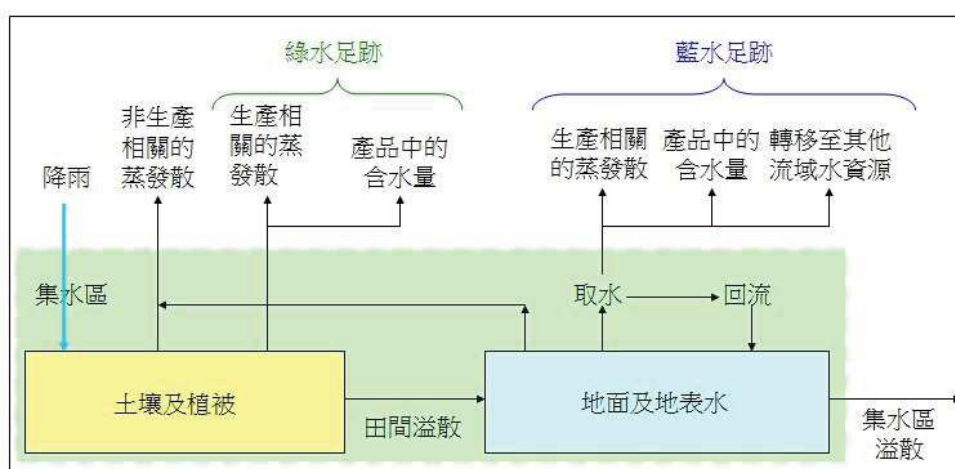 綠水足跡
藍水足跡
降雨
非生產
相關的
蒸發散
生產相
關的蒸
發散
產品中的
含水量
生產相關
的蒸發散
產品中的
含水量
轉移至其他
流域水資源
集水區
取水
回流
土壤及植被
田間溢散
地面及地表水
集水區
溢散